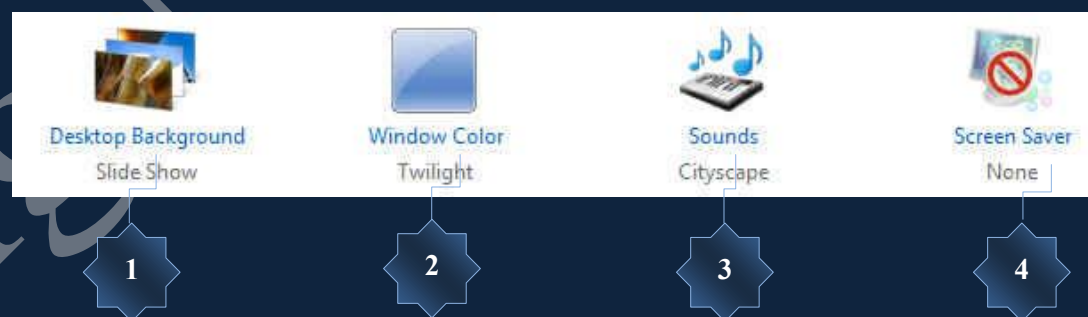 Desktop Background Window Color Sounds Screen Saver
Slide Show Twilight Cityscape None
1 2 3 4